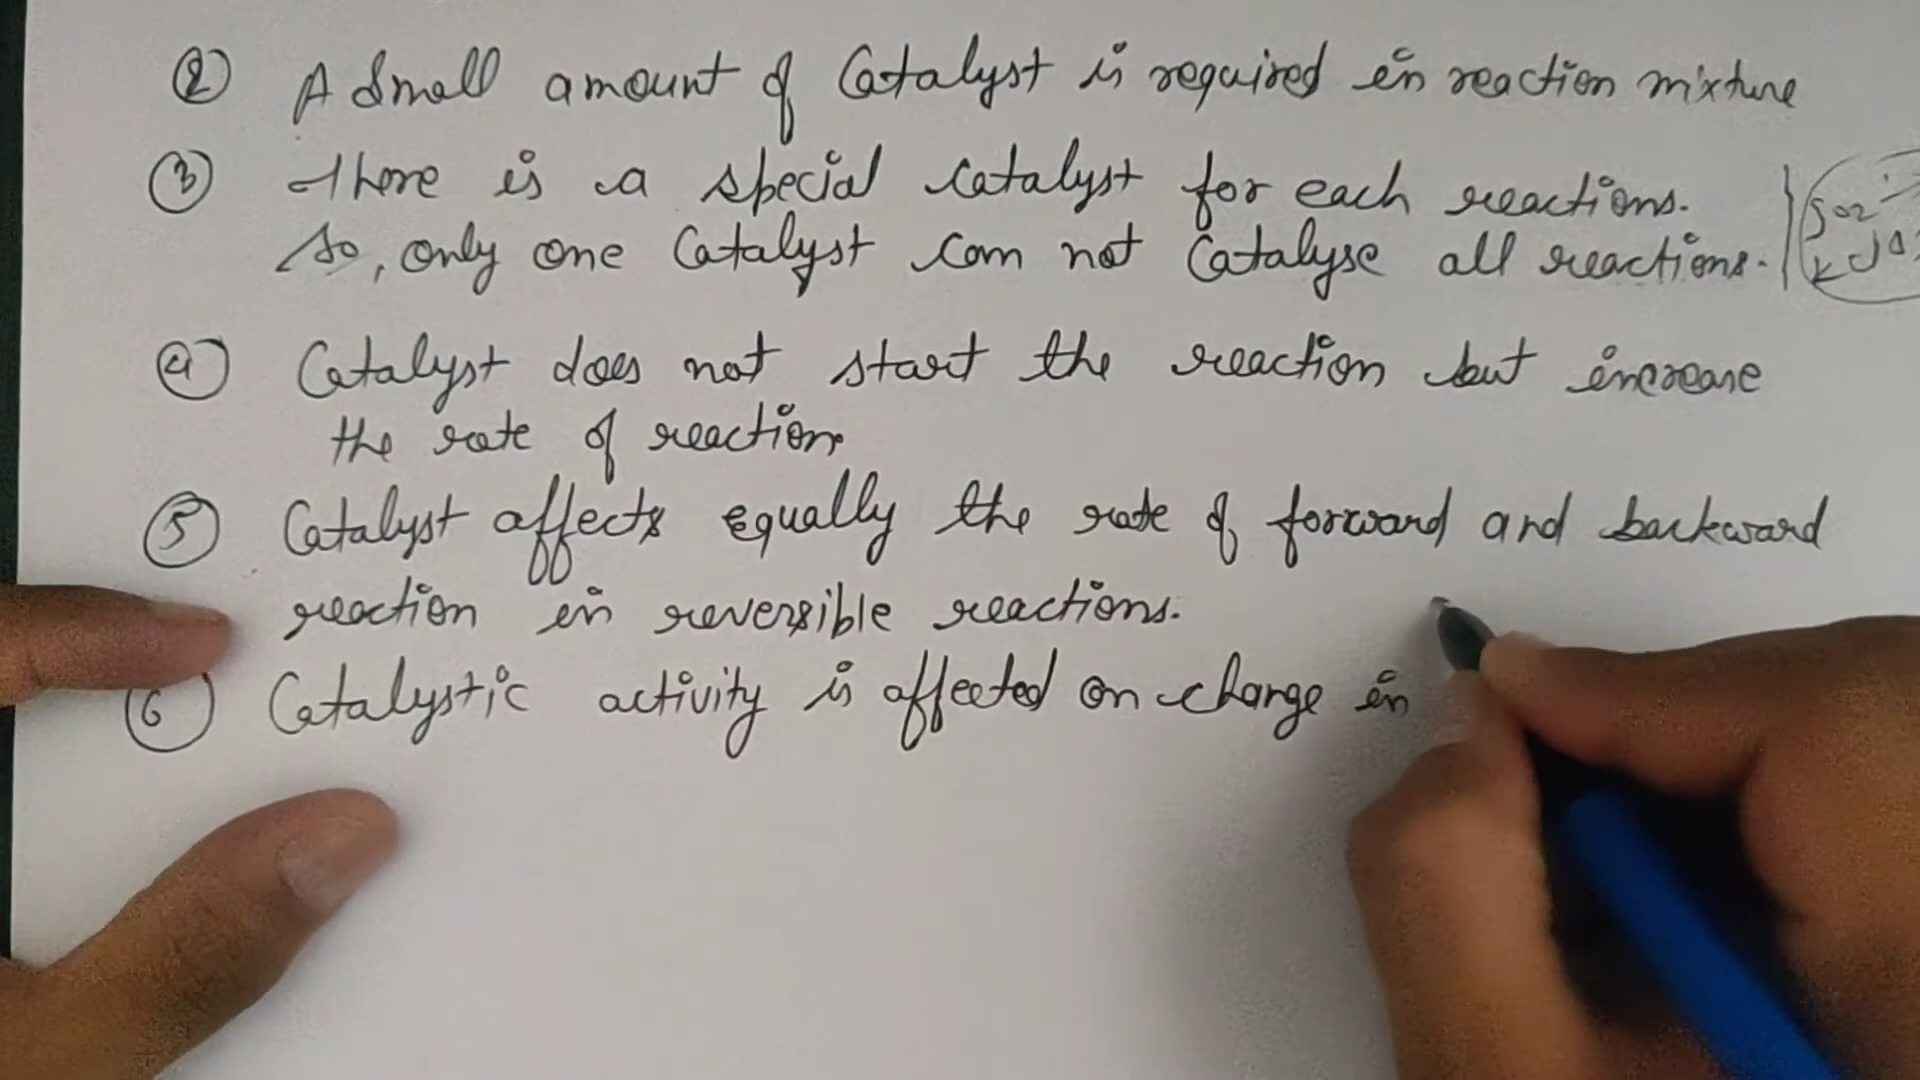 ② A small amount of Catalyst is required in reaction mixture
③ There is a special catalyst for each reactions.
So, only one Catalyst can not Catalyse all reactions.
④ Catalyst does not start the reaction but increase
the rate of reaction.
⑤ Catalyst affects equally the rate of forward and backward
reaction in reversible reactions.
⑥ Catalystic activity is affected on change in